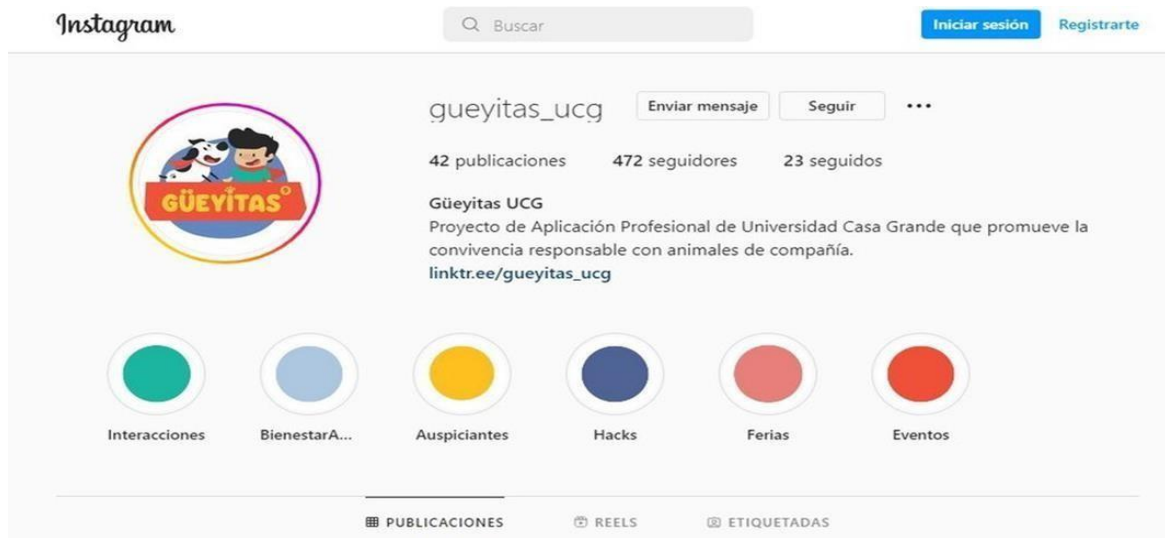 Instagram
Buscar
Iniciar sesión
Registrarte
gueyitas_ucg
Enviar mensaje
Seguir
42 publicaciones
472 seguidores
23 seguidos
GÜEYITAS
Güeyitas UCG
Proyecto de Aplicación Profesional de Universidad Casa Grande que promueve la
convivencia responsable con animales de compañía.
linktr.ee/gueyitas_ucg
Interacciones
BienestarA...
Auspiciantes
Hacks
Ferias
Eventos
PUBLICACIONES
REELS
ETIQUETADAS